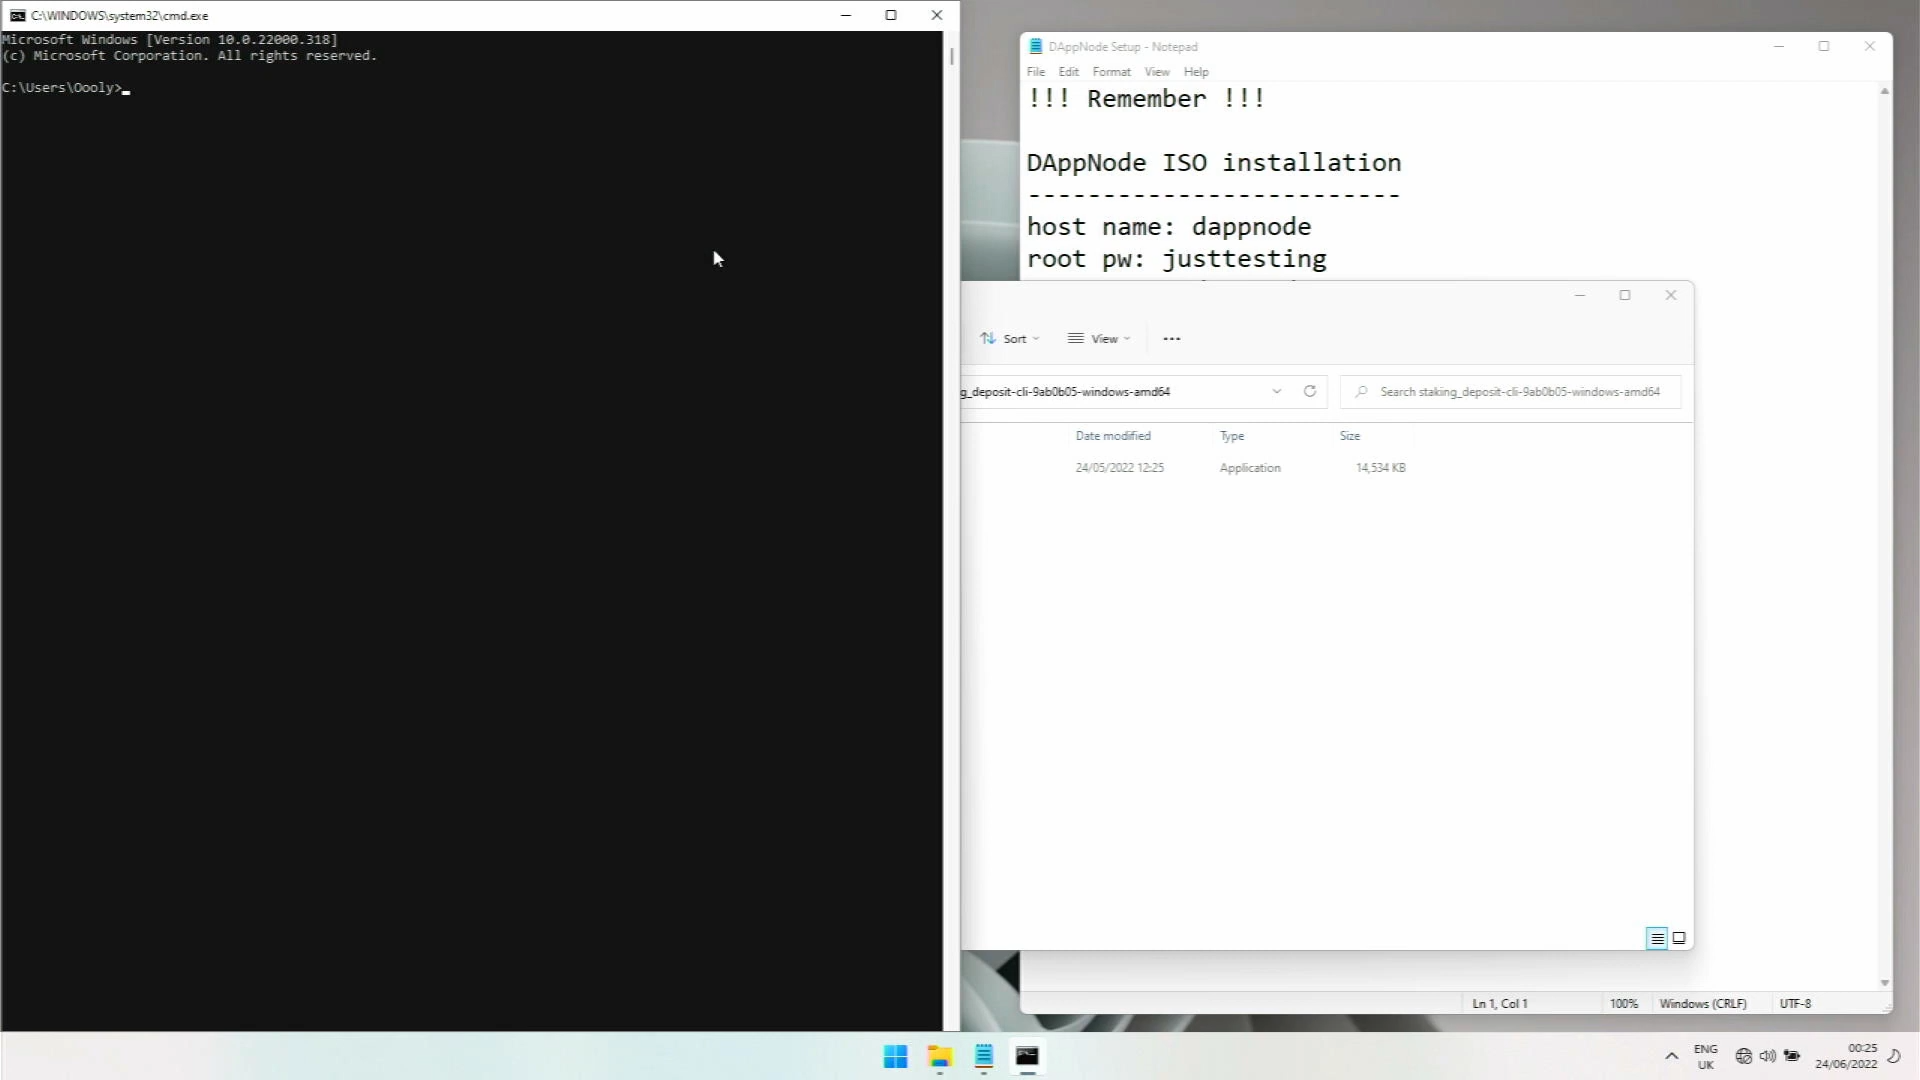 C:\WINDOWS\system32\cmd.exe
Microsoft Windows [Version 10.0.22000.318]
(c) Microsoft Corporation. All rights reserved.
C:\Users\Oooly>
DAppNode Setup - Notepad
File Edit Format View Help
!!! Remember !!!
DAppNode ISO installation
-------------------------
host name: dappnode
root pw: justtesting
Sort View
g_deposit-cli-9ab0b05-windows-amd64
Search staking_deposit-cli-9ab0b05-windows-amd64
Date modified Type Size
24/05/2022 12:25 Application 14,534 KB
Ln 1, Col 1 100% Windows (CRLF) UTF-8
ENG
UK
00:25
24/06/2022